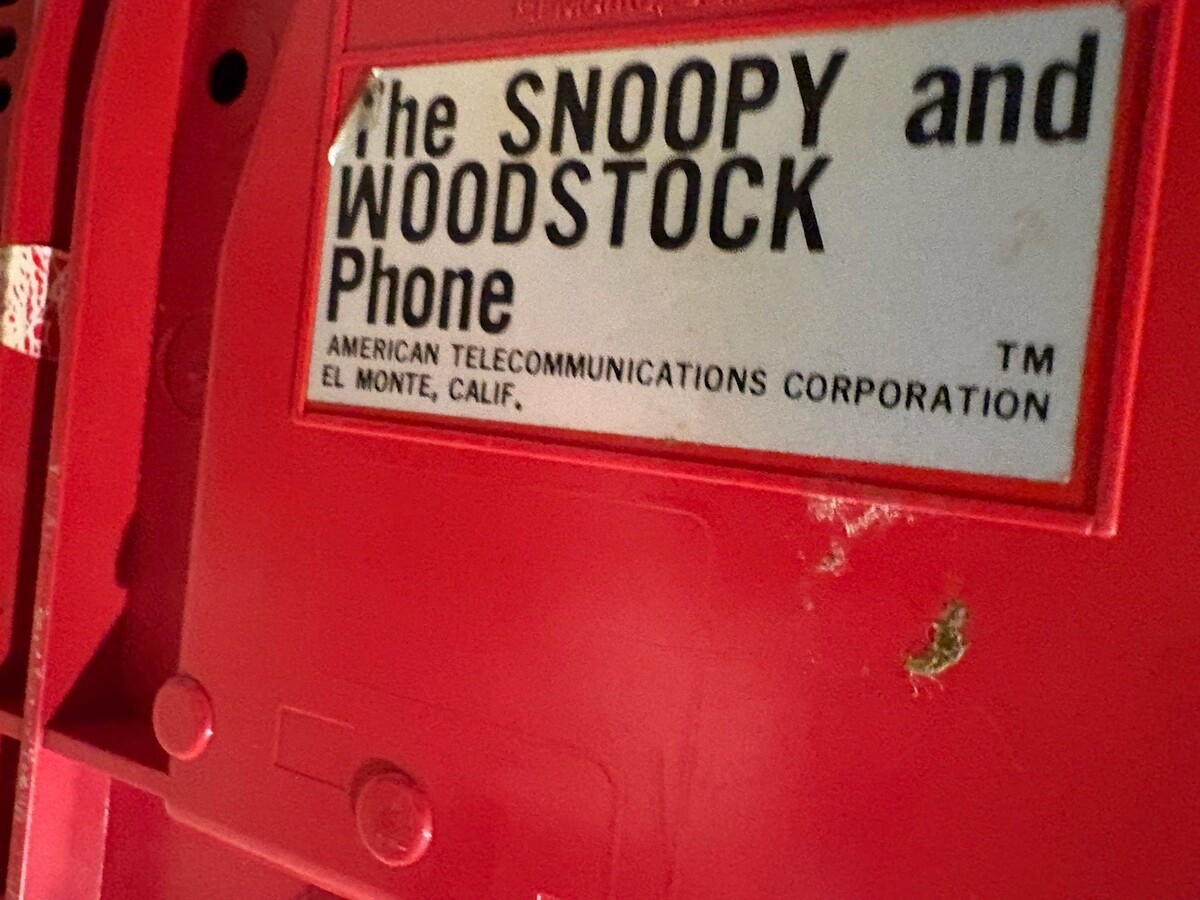 The SNOOPY and
WOODSTOCK
Phone
TM
AMERICAN TELECOMMUNICATIONS CORPORATION
EL MONTE, CALIF.